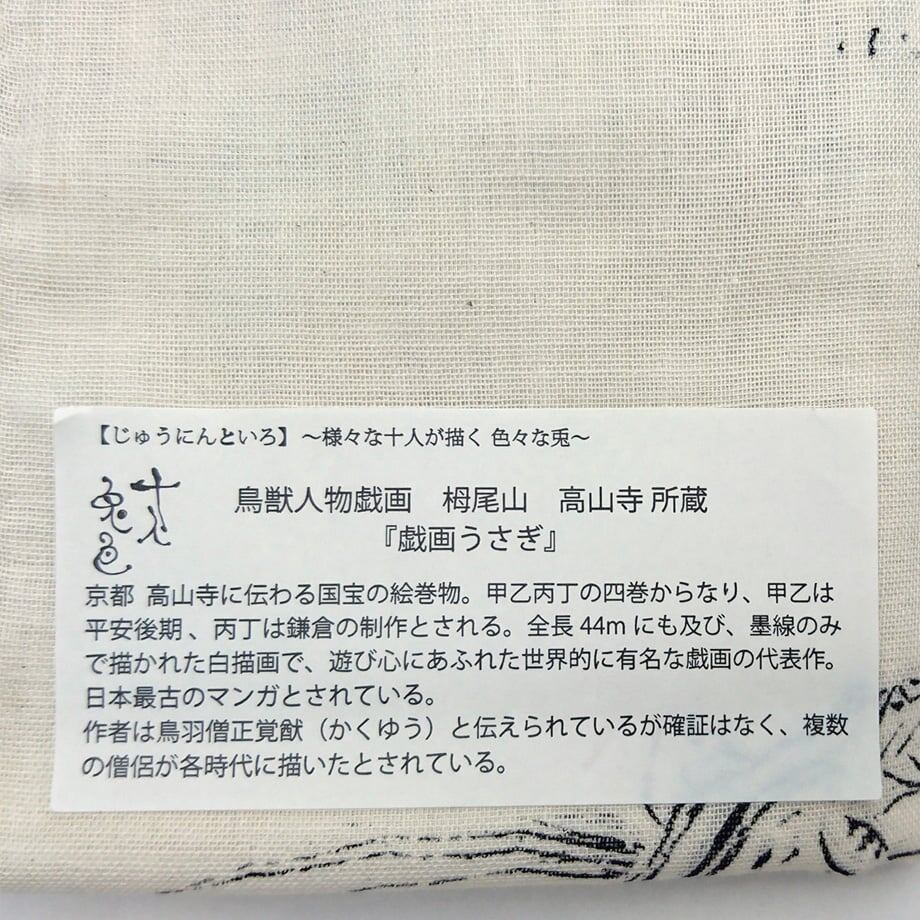 【じゅうにんといろ】 〜様々な十人が描く 色々な兎〜
十人
兎色
鳥獣人物戯画　栂尾山　高山寺 所蔵
『戯画うさぎ』
京都 高山寺に伝わる国宝の絵巻物。甲乙丙丁の四巻からなり、甲乙は
平安後期、丙丁は鎌倉の制作とされる。全長 44m にも及び、墨線のみ
で描かれた白描画で、遊び心にあふれた世界的に有名な戯画の代表作。
日本最古のマンガとされている。
作者は鳥羽僧正覚猷（かくゆう）と伝えられているが確証はなく、複数
の僧侶が各時代に描いたとされている。